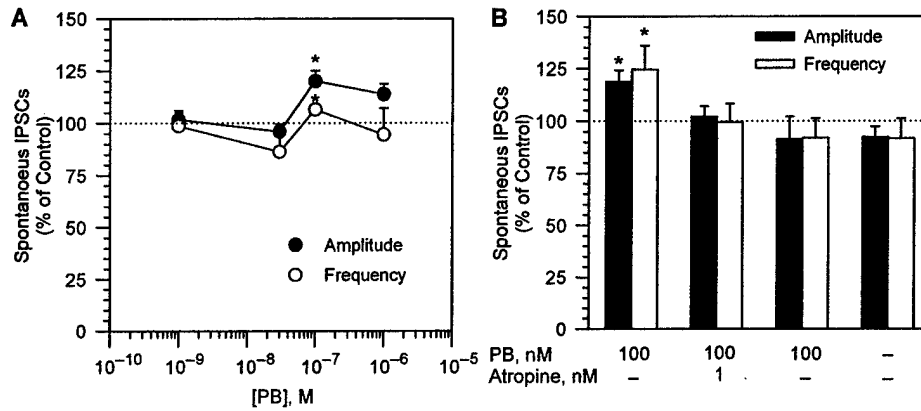 A
150
125
100
75
50
25
0
Spontanoeus IPSCs
(% of Control)
*
*
Amplitude
Frequency
10−10 10−9 10−8 10−7 10−6 10−5
[PB], M
B
150
125
100
75
50
25
0
Spontaneous IPSCs
(% of Control)
* *
Amplitude
Frequency
PB, nM 100 100 100 –
Atropine, nM – 1 – –